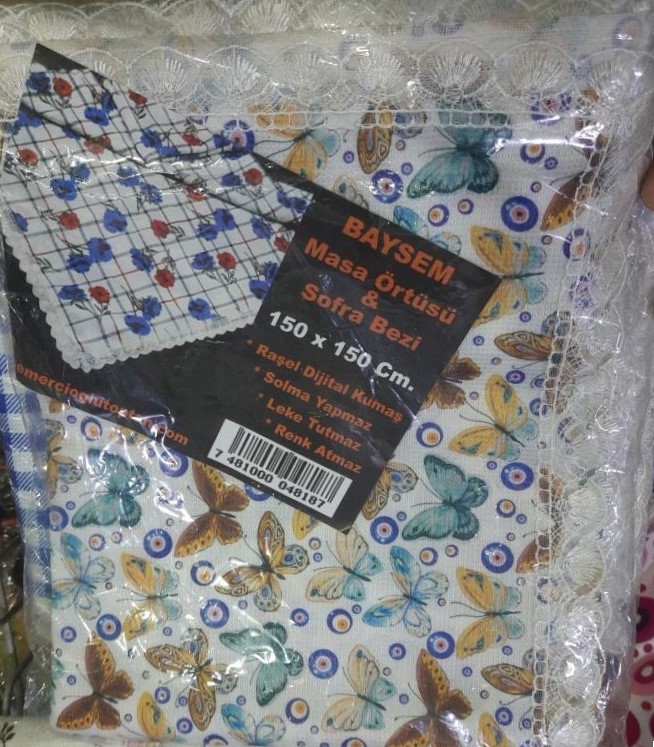 BAYSEM
Masa Örtüsü
&
Sofra Bezi
150 x 150 Cm.
* Raşel Dijital Kumaş
* Solma Yapmaz
* Leke Tutmaz
* Renk Atmaz
7 481000 048187